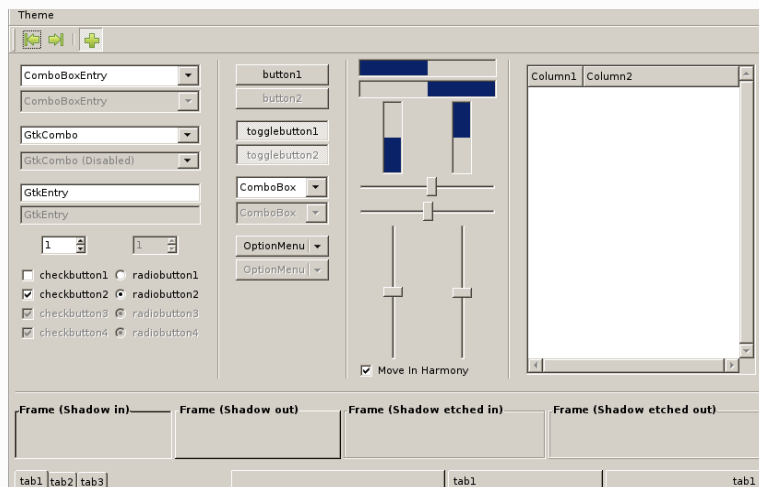 Theme
ComboBoxEntry
ComboBoxEntry
GtkCombo
GtkCombo (Disabled)
GtkEntry
GtkEntry
1
1
checkbutton1
radiobutton1
checkbutton2
radiobutton2
checkbutton3
radiobutton3
checkbutton4
radiobutton4
button1
button2
togglebutton1
togglebutton2
ComboBox
ComboBox
OptionMenu
OptionMenu
Move In Harmony
Column1
Column2
Frame (Shadow in)
Frame (Shadow out)
Frame (Shadow etched in)
Frame (Shadow etched out)
tab1
tab2
tab3
tab1
tab1